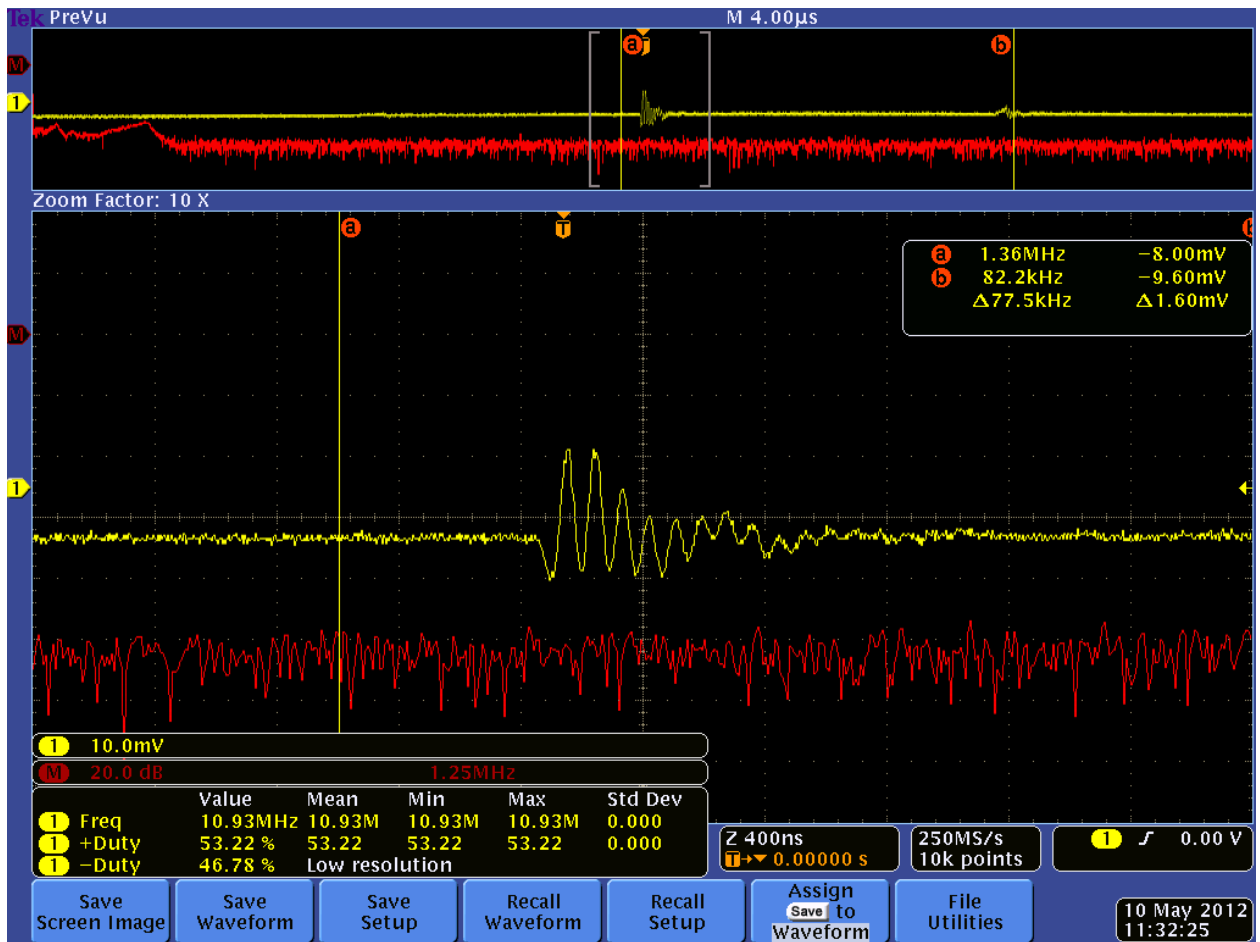 Tek PreVu M 4.00µs
a T b
M
1
Zoom Factor: 10 X
a T b
a 1.36MHz −8.00mV
b 82.2kHz −9.60mV
Δ77.5kHz Δ1.60mV
M
1
1 10.0mV
M 20.0 dB 1.25MHz
Value Mean Min Max Std Dev
1 Freq 10.93MHz 10.93M 10.93M 10.93M 0.000
1 +Duty 53.22 % 53.22 53.22 53.22 0.000
1 −Duty 46.78 % Low resolution
Z 400ns
T→▼ 0.00000 s
250MS/s
10k points
1 ∫ 0.00 V
Save
Screen Image
Save
Waveform
Save
Setup
Recall
Waveform
Recall
Setup
Assign
Save to
Waveform
File
Utilities
10 May 2012
11:32:25